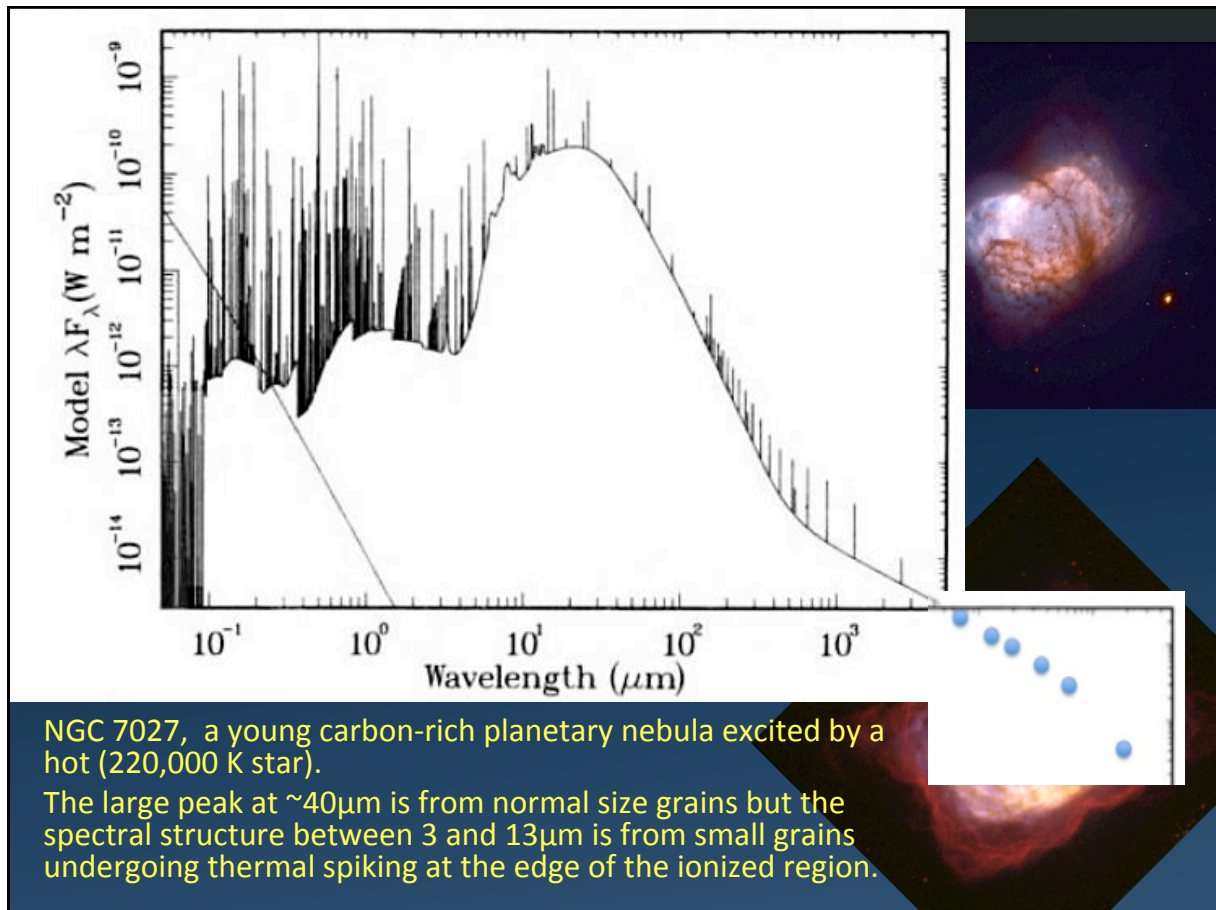 10⁻⁹
10⁻¹⁰
10⁻¹¹
10⁻¹²
10⁻¹³
10⁻¹⁴
Model λF_λ(W m⁻²)
10⁻¹ 10⁰ 10¹ 10² 10³
Wavelength (μm)
NGC 7027, a young carbon-rich planetary nebula excited by a
hot (220,000 K star).
The large peak at ~40μm is from normal size grains but the
spectral structure between 3 and 13μm is from small grains
undergoing thermal spiking at the edge of the ionized region.